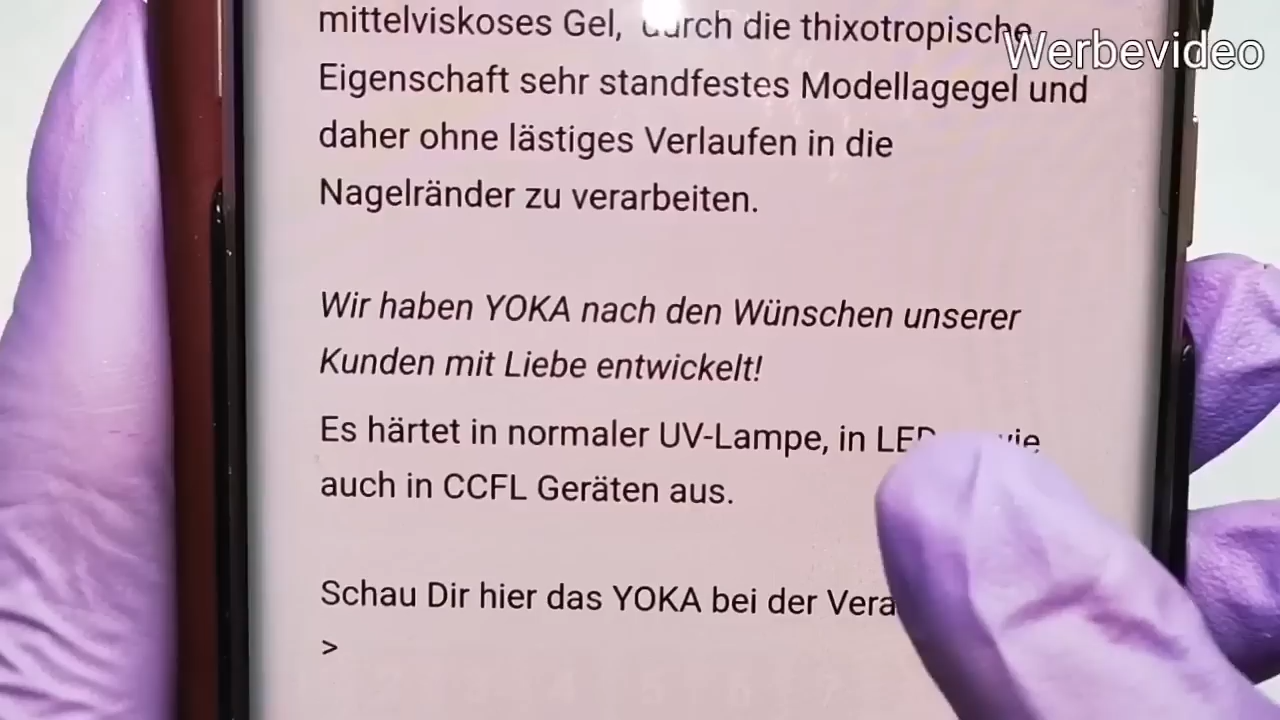 mittelviskoses Gel, durch die thixotropische
Werbevideo
Eigenschaft sehr standfestes Modellagegel und
daher ohne lästiges Verlaufen in die
Nagelränder zu verarbeiten.
Wir haben YOKA nach den Wünschen unserer
Kunden mit Liebe entwickelt!
Es härtet in normaler UV-Lampe, in LED
auch in CCFL Geräten aus.
Schau Dir hier das YOKA bei der
>